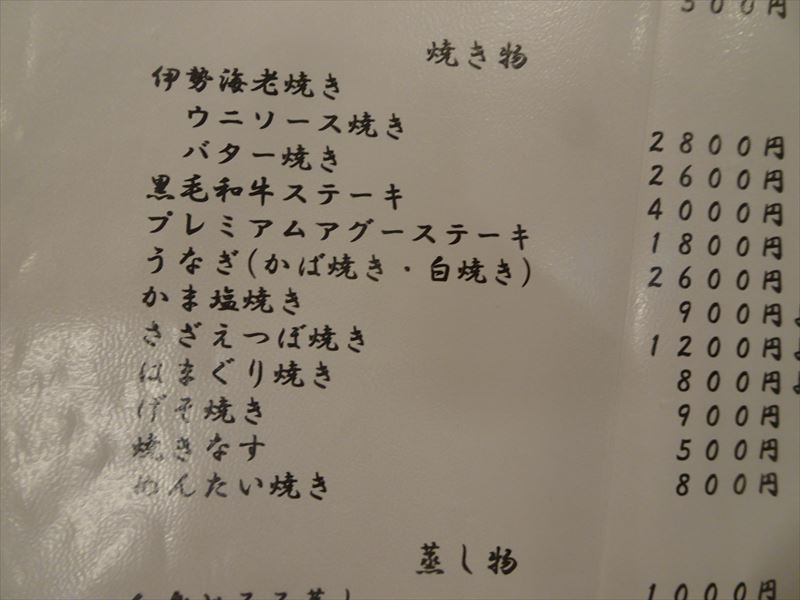 焼き物
伊勢海老焼き
ウニソース焼き 2800円
バター焼き 2600円
黒毛和牛ステーキ 4000円
プレミアムアグーステーキ 1800円
うなぎ(かば焼き・白焼き) 2600円
かま塩焼き 900円
さざえつぼ焼き 1200円
はまぐり焼き 800円
げそ焼き 900円
焼きなす 500円
めんたい焼き 800円
蒸し物
1000円